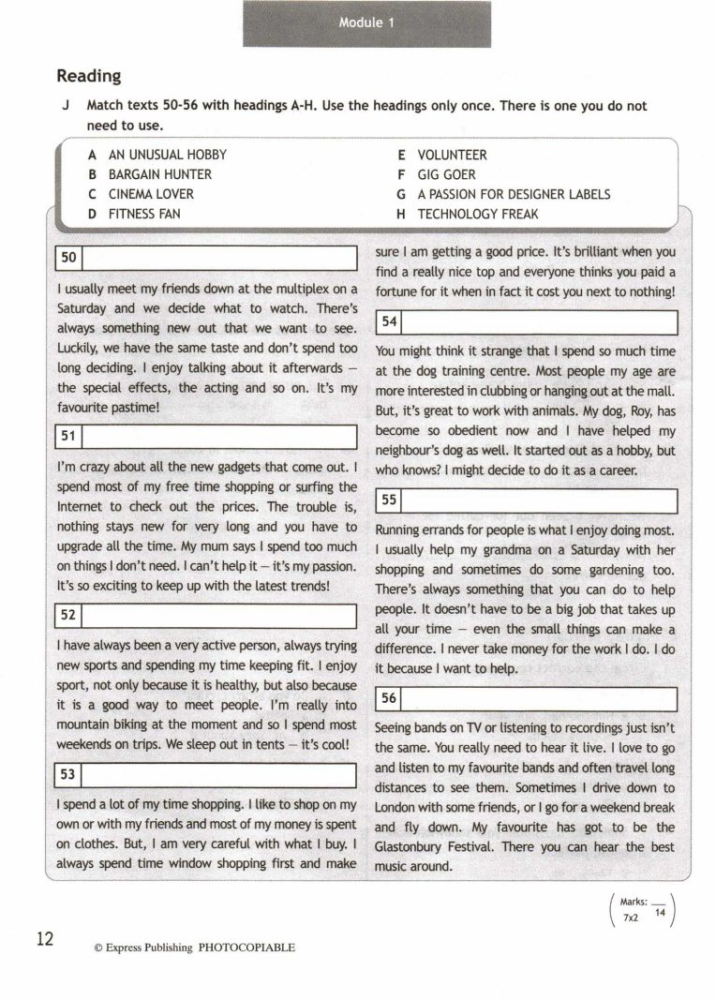 Module 1
Reading
J Match texts 50-56 with headings A-H. Use the headings only once. There is one you do not
need to use.
A AN UNUSUAL HOBBY
B BARGAIN HUNTER
C CINEMA LOVER
D FITNESS FAN
E VOLUNTEER
F GIG GOER
G A PASSION FOR DESIGNER LABELS
H TECHNOLOGY FREAK
50
I usually meet my friends down at the multiplex on a
Saturday and we decide what to watch. There's
always something new out that we want to see.
Luckily, we have the same taste and don't spend too
long deciding. I enjoy talking about it afterwards –
the special effects, the acting and so on. It's my
favourite pastime!
51
I'm crazy about all the new gadgets that come out. I
spend most of my free time shopping or surfing the
Internet to check out the prices. The trouble is,
nothing stays new for very long and you have to
upgrade all the time. My mum says I spend too much
on things I don't need. I can't help it – it's my passion.
It's so exciting to keep up with the latest trends!
52
I have always been a very active person, always trying
new sports and spending my time keeping fit. I enjoy
sport, not only because it is healthy, but also because
it is a good way to meet people. I'm really into
mountain biking at the moment and so I spend most
weekends on trips. We sleep out in tents – it's cool!
53
I spend a lot of my time shopping. I like to shop on my
own or with my friends and most of my money is spent
on clothes. But, I am very careful with what I buy. I
always spend time window shopping first and make
sure I am getting a good price. It's brilliant when you
find a really nice top and everyone thinks you paid a
fortune for it when in fact it cost you next to nothing!
54
You might think it strange that I spend so much time
at the dog training centre. Most people my age are
more interested in clubbing or hanging out at the mall.
But, it's great to work with animals. My dog, Roy, has
become so obedient now and I have helped my
neighbour's dog as well. It started out as a hobby, but
who knows? I might decide to do it as a career.
55
Running errands for people is what I enjoy doing most.
I usually help my grandma on a Saturday with her
shopping and sometimes do some gardening too.
There's always something that you can do to help
people. It doesn't have to be a big job that takes up
all your time – even the small things can make a
difference. I never take money for the work I do. I do
it because I want to help.
56
Seeing bands on TV or listening to recordings just isn't
the same. You really need to hear it live. I love to go
and listen to my favourite bands and often travel long
distances to see them. Sometimes I drive down to
London with some friends, or I go for a weekend break
and fly down. My favourite has got to be the
Glastonbury Festival. There you can hear the best
music around.
Marks: __
7x2 14
12
© Express Publishing PHOTOCOPIABLE